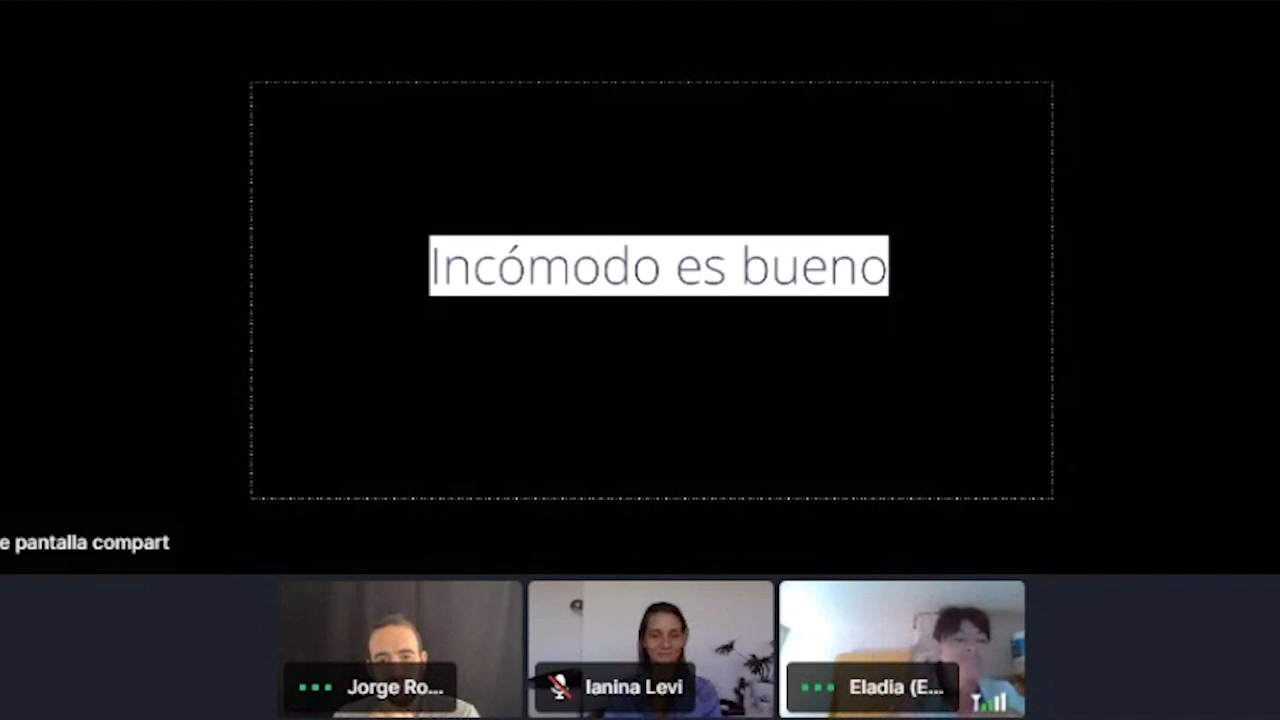 Incómodo es bueno
e pantalla compart
Jorge Ro...
Ianina Levi
Eladia (E...